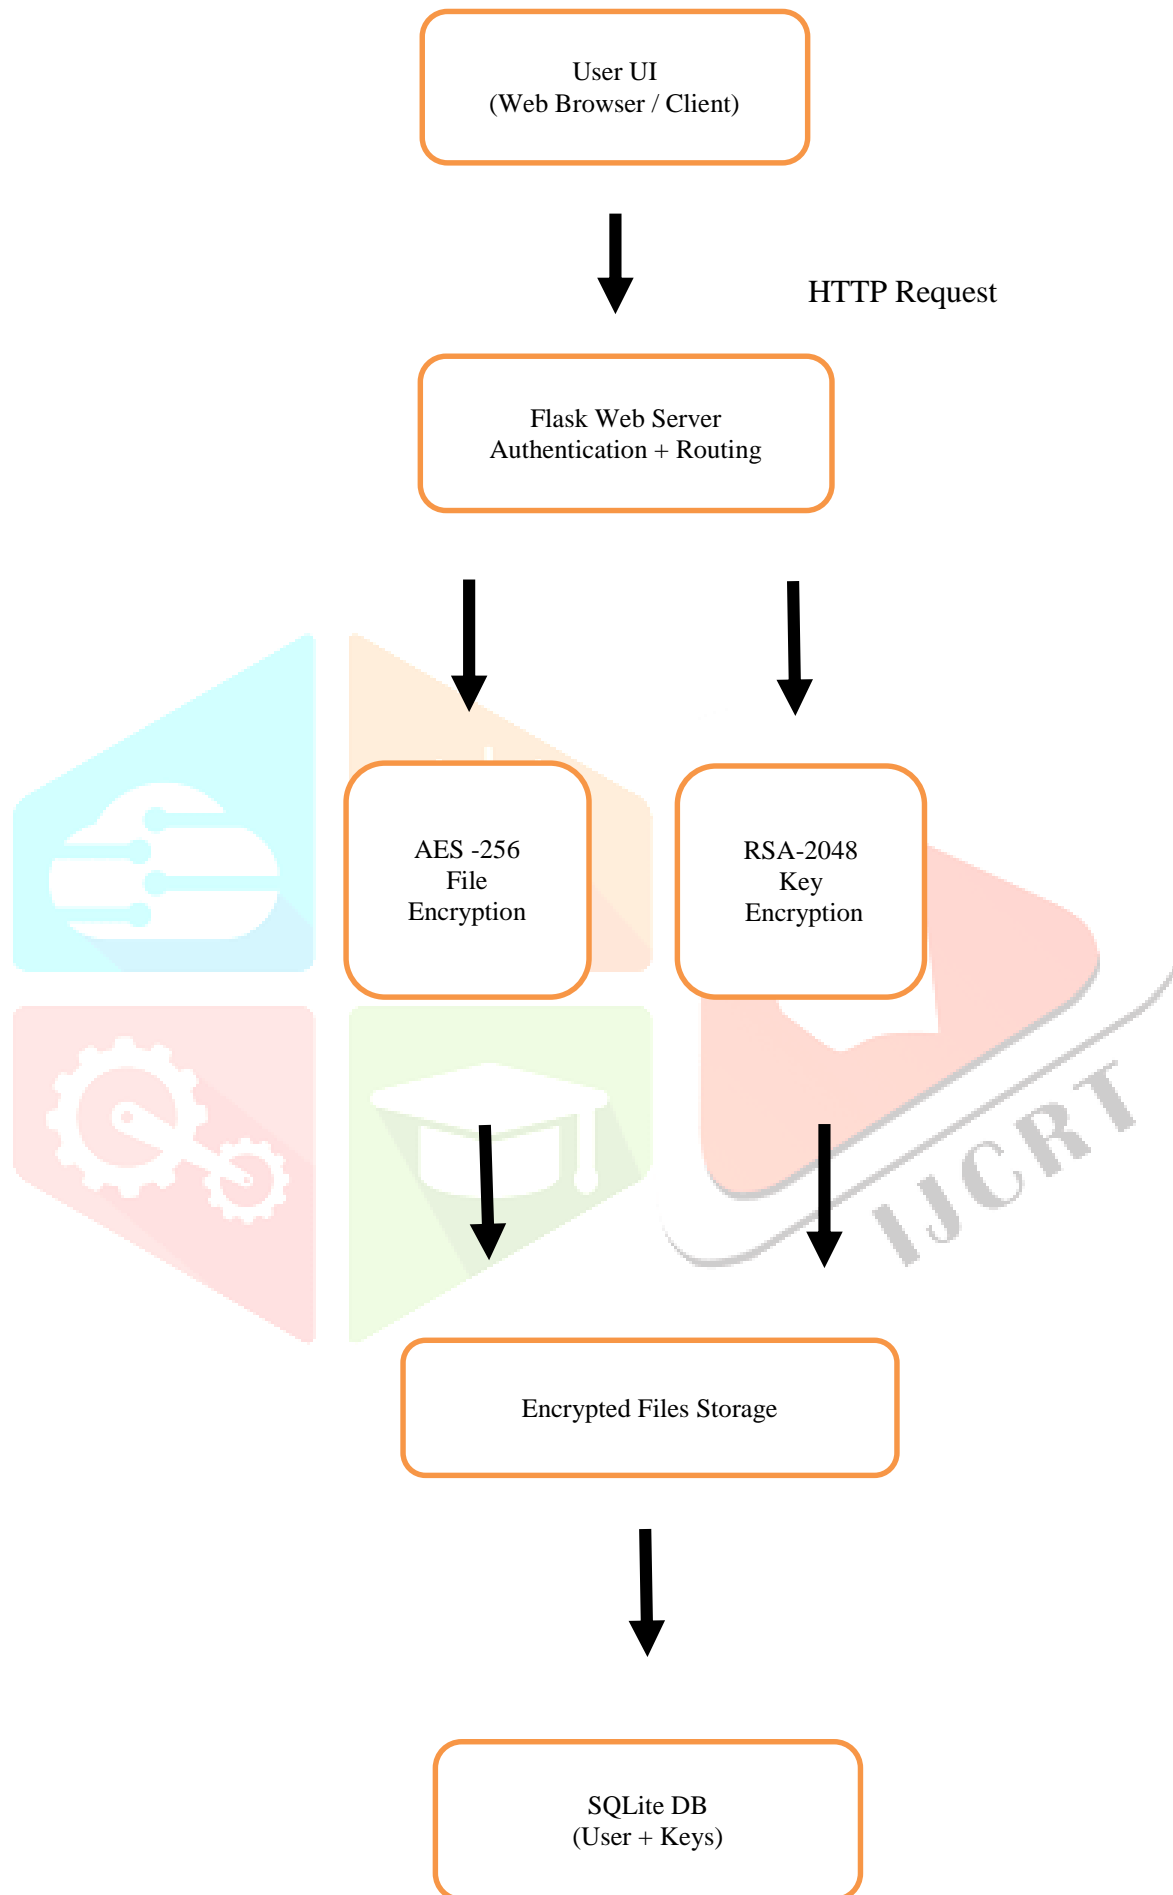 User UI
(Web Browser / Client)
HTTP Request
Flask Web Server
Authentication + Routing
AES -256
File
Encryption
RSA-2048
Key
Encryption
IJCRT
Encrypted Files Storage
SQLite DB
(User + Keys)